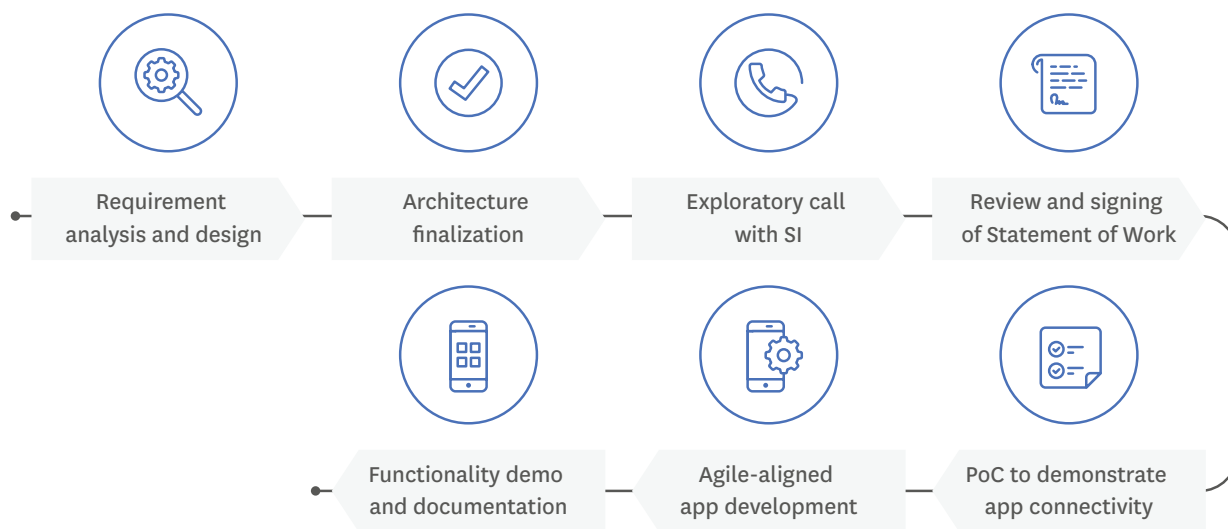 Requirement
analysis and design
Architecture
finalization
Exploratory call
with SI
Review and signing
of Statement of Work
PoC to demonstrate
app connectivity
Agile-aligned
app development
Functionality demo
and documentation